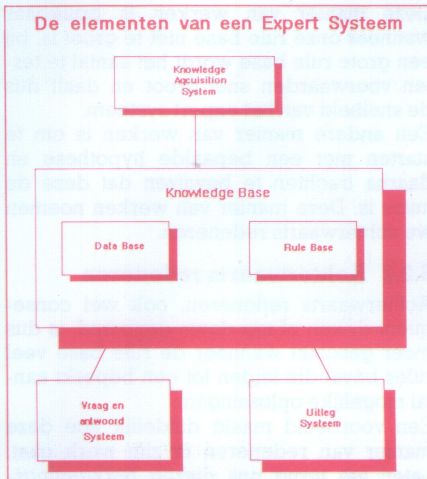 De elementen van een Expert Systeem
Knowledge
Acquisition
System
Knowledge Base
Data Base
Rule Base
Vraag en
antwoord
Systeem
Uitleg
Systeem